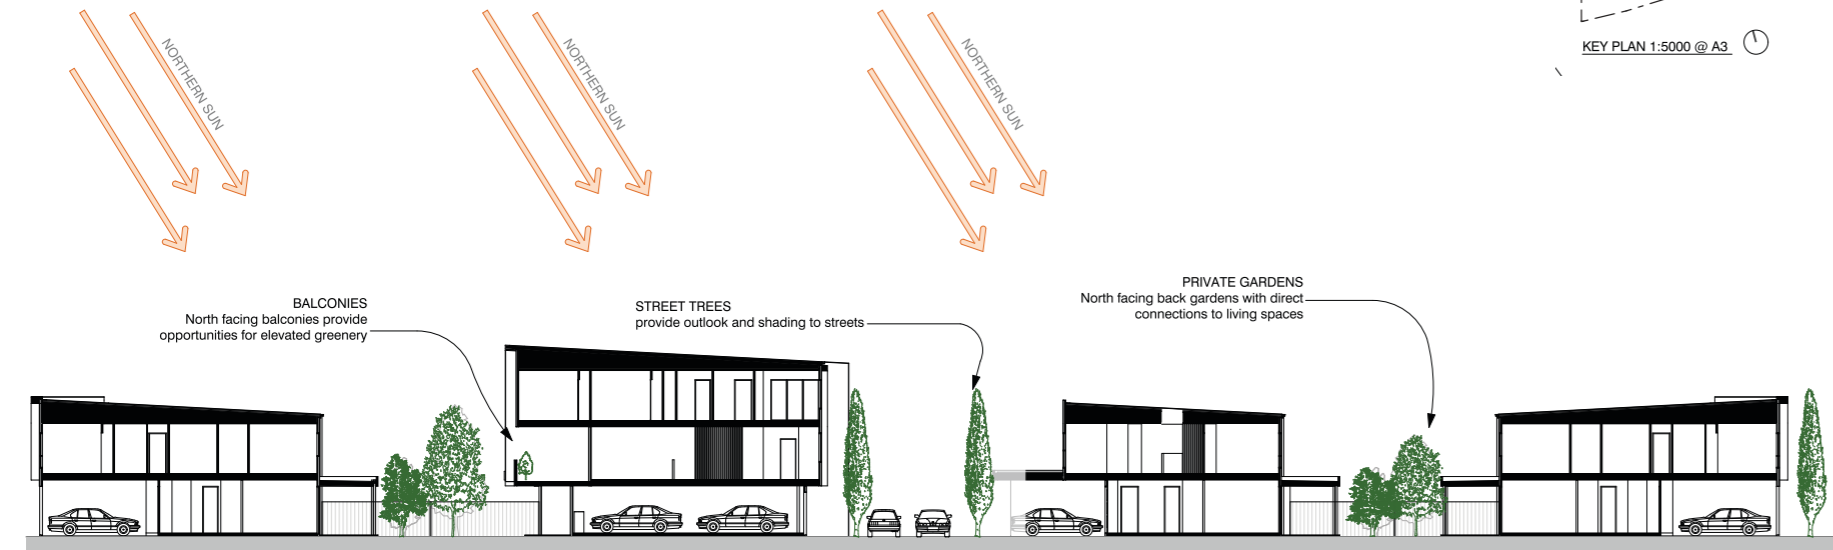 NORTHERN SUN
NORTHERN SUN
NORTHERN SUN
KEY PLAN 1:5000 @ A3
BALCONIES
North facing balconies provide
opportunities for elevated greenery
STREET TREES
provide outlook and shading to streets
PRIVATE GARDENS
North facing back gardens with direct
connections to living spaces